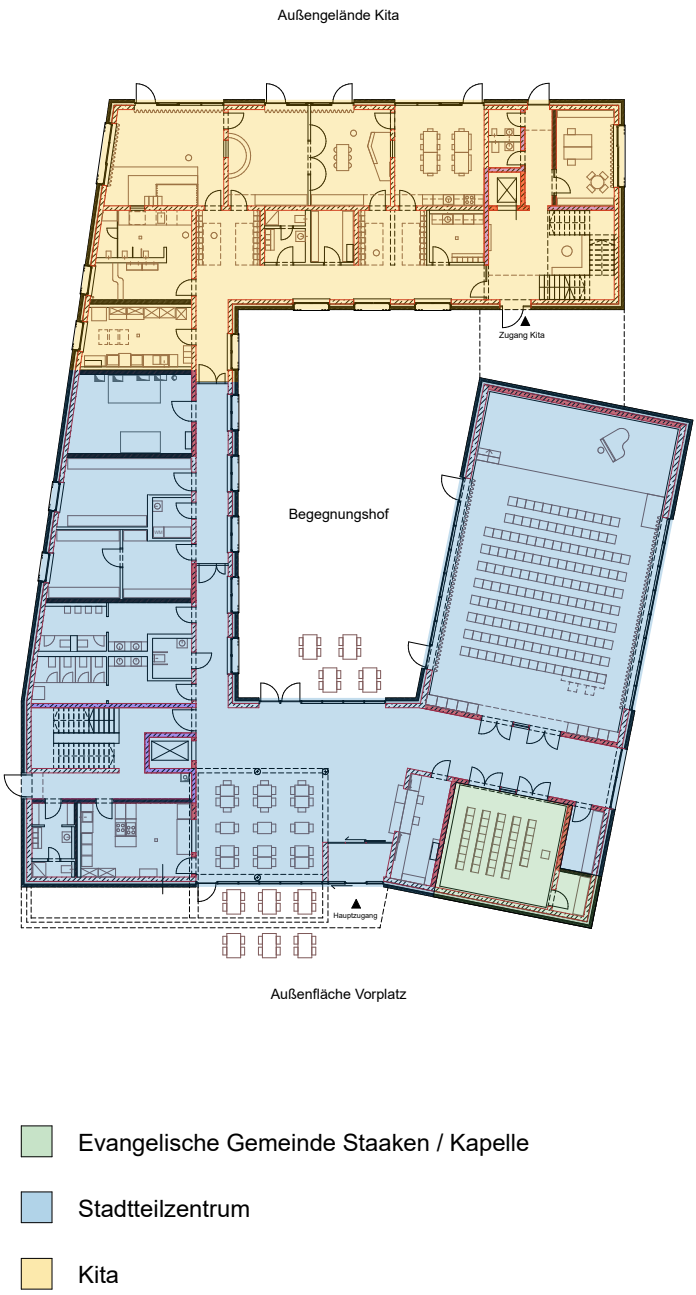 Außengelände Kita
Zugang Kita
Begegnungshof
Hauptzugang
Außenfläche Vorplatz
Evangelische Gemeinde Staaken / Kapelle
Stadtteilzentrum
Kita